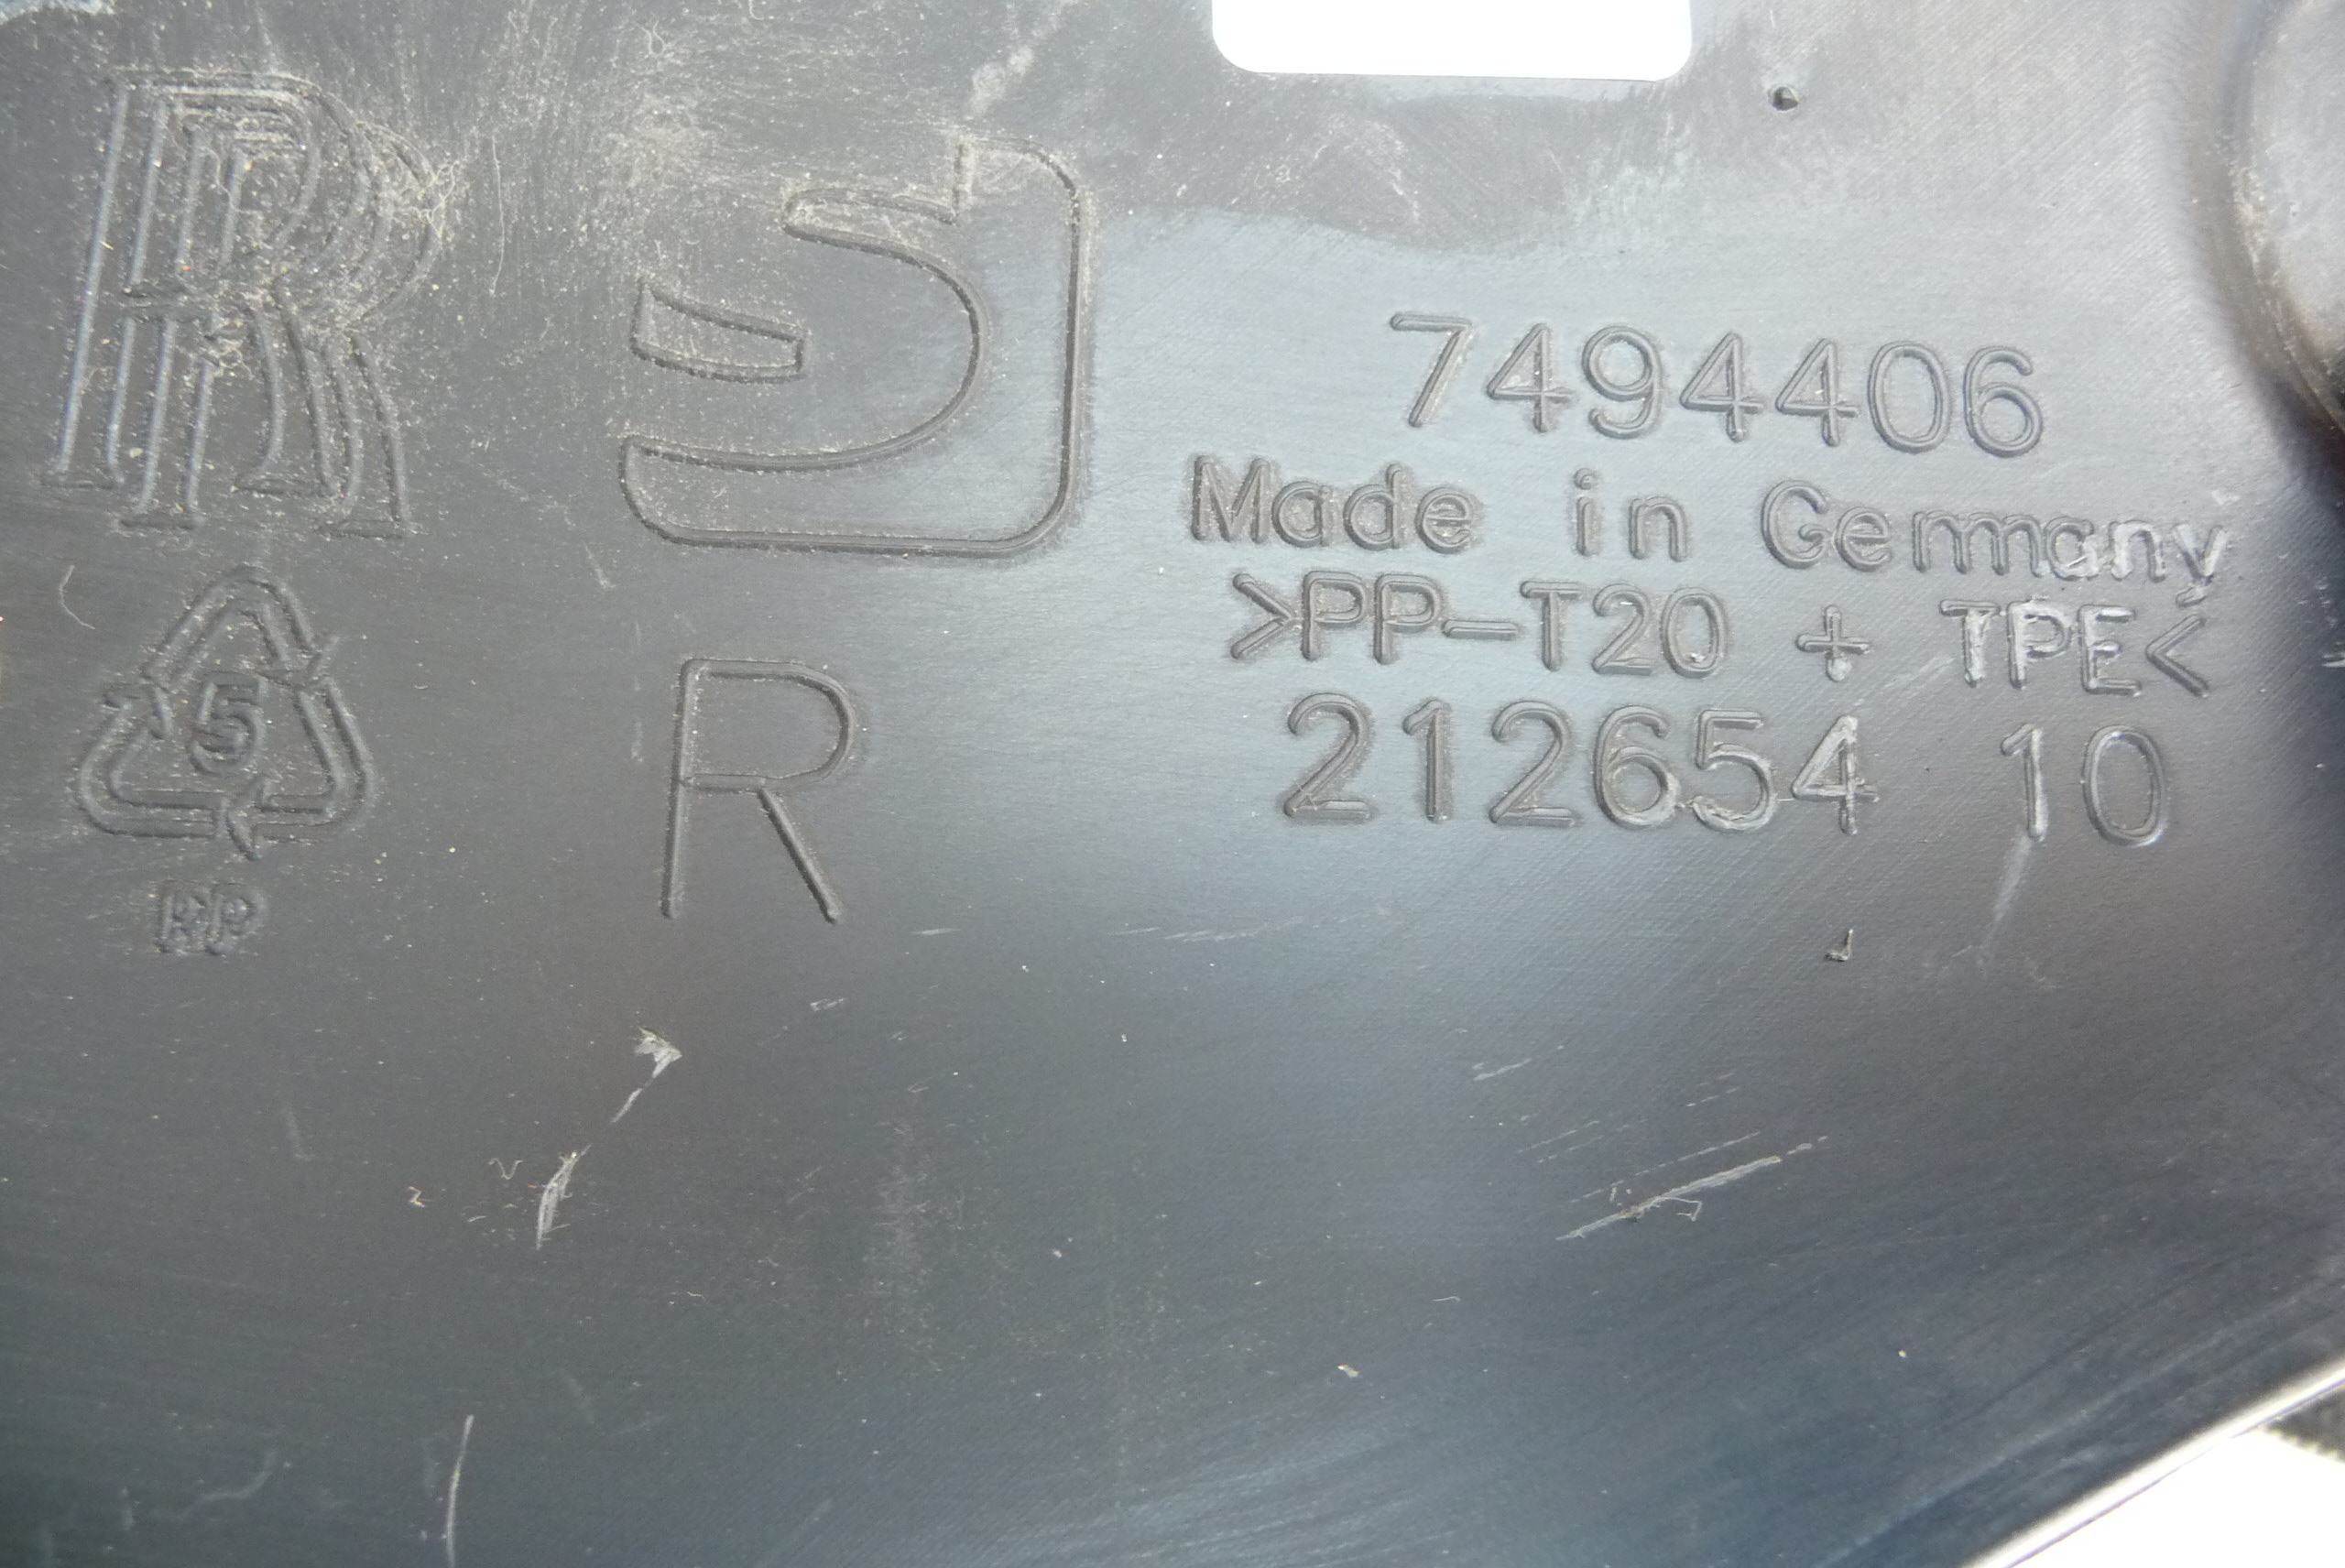 RR
7494406
Made in Germany
>PP-T20 + TPE<
212654 10
5
R
PP